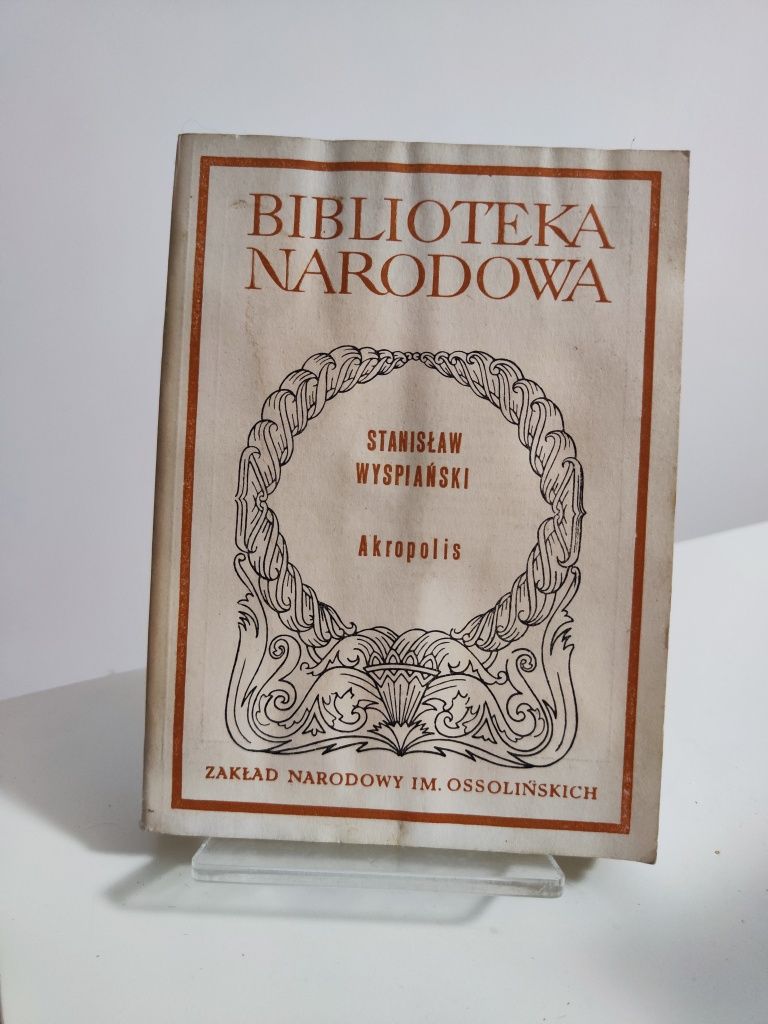 BIBLIOTEKA
NARODOWA
STANISŁAW
WYSPIAŃSKI
Akropolis
ZAKŁAD NARODOWY IM. OSSOLIŃSKICH